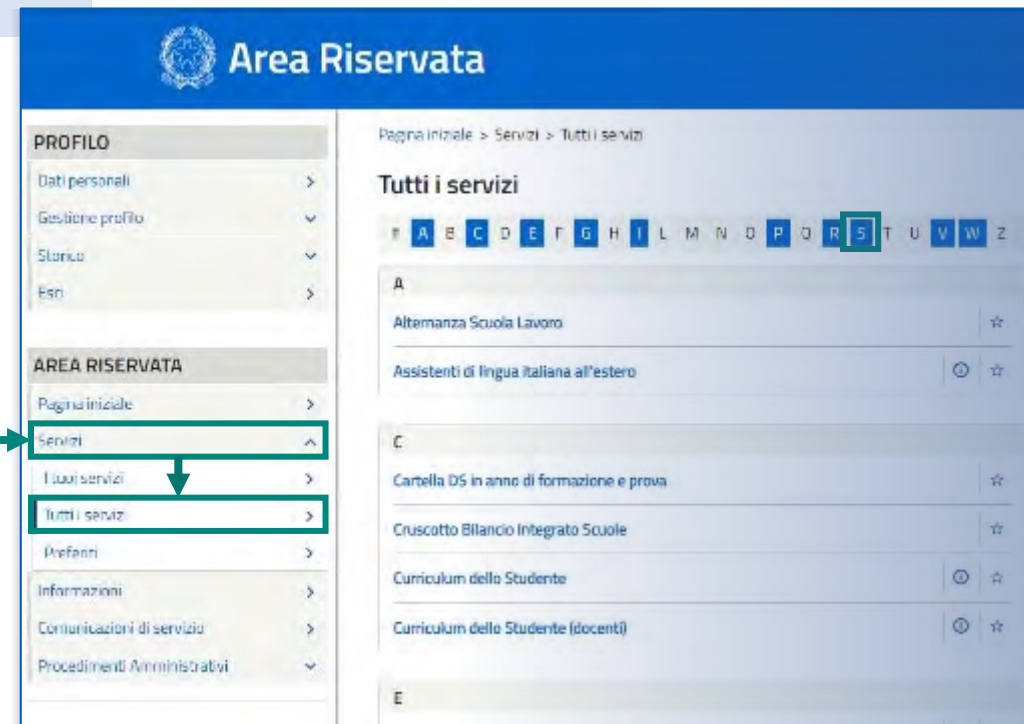 Area Riservata
PROFILO
Dati personali
Gestione profilo
Storico
Esci
AREA RISERVATA
Pagina iniziale
Servizi
I tuoi servizi
Tutti i servizi
Preferiti
Informazioni
Comunicazioni di servizio
Procedimenti Amministrativi
Pagina iniziale > Servizi > Tutti i servizi
Tutti i servizi
# A B C D E F G H I L M N O P Q R S T U V W Z
A
Alternanza Scuola Lavoro
Assistenti di lingua italiana all'estero
C
Cartella DS in anno di formazione e prova
Cruscotto Bilancio Integrato Scuole
Curriculum dello Studente
Curriculum dello Studente (docenti)
E